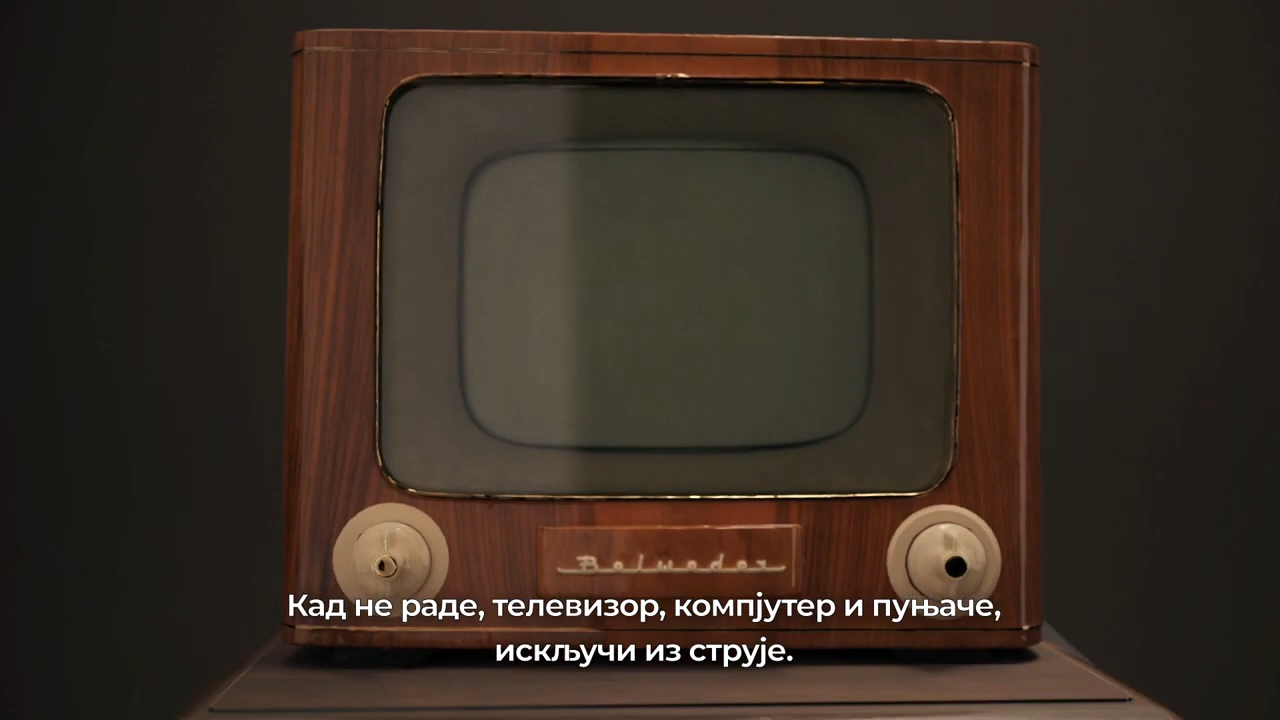 Belweder
Кад не раде, телевизор, компјутер и пуњаче,
искључи из струје.